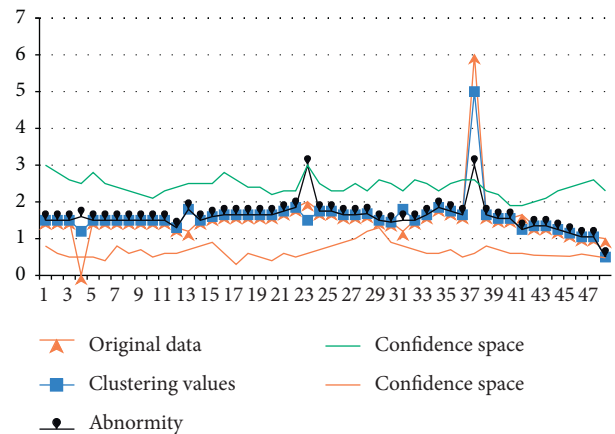 7
6
5
4
3
2
1
0
1 3 5 7 9 11 13 15 17 19 21 23 25 27 29 31 33 35 37 39 41 43 45 47
Original data
Confidence space
Clustering values
Confidence space
Abnormity